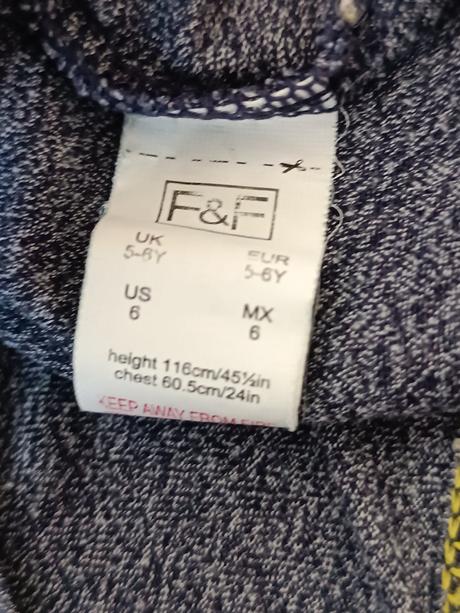 F&F
UK EUR
5-6Y 5-6Y
US MX
6 6
height 116cm/45½in
chest 60.5cm/24in
KEEP AWAY FROM FIRE